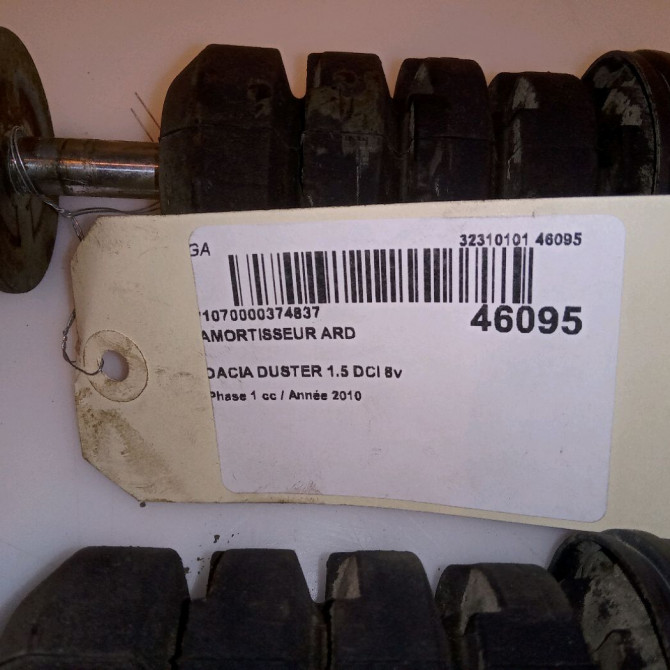 GA
32310101 46095
1070000374837
46095
AMORTISSEUR ARD
DACIA DUSTER 1.5 DCI 8v
Phase 1 cc / Année 2010